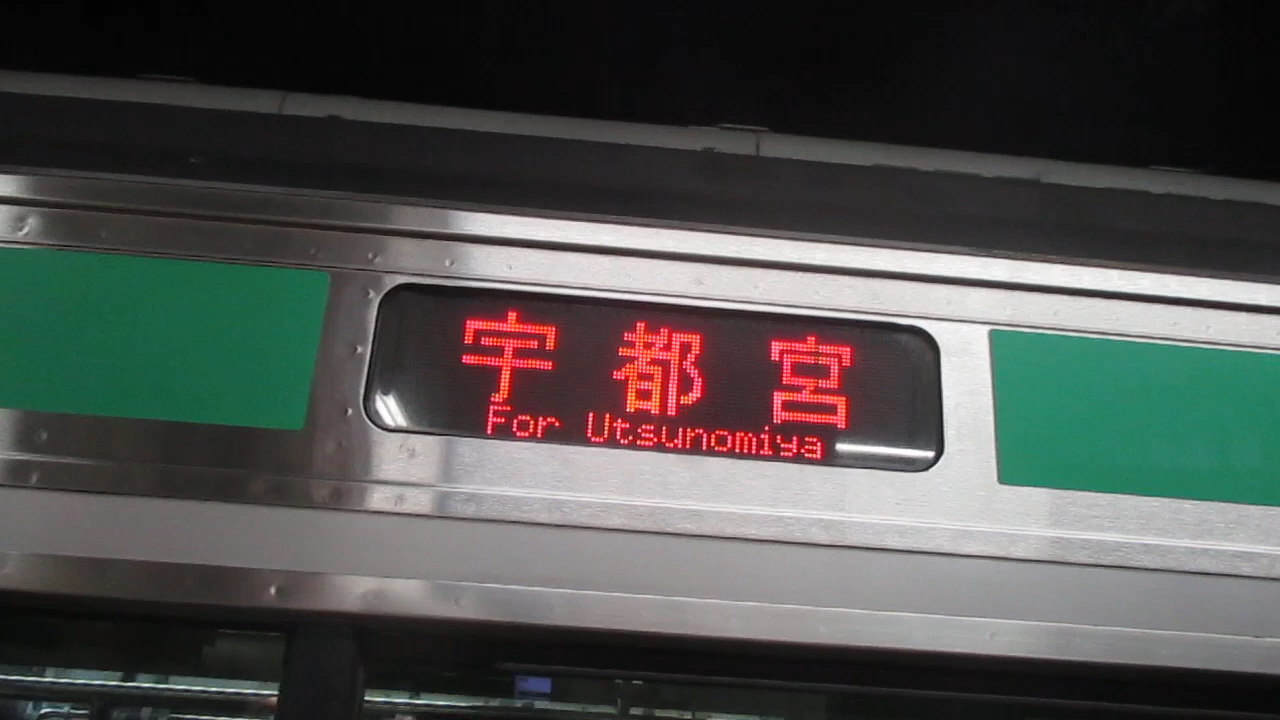 宇都宮
For Utsunomiya